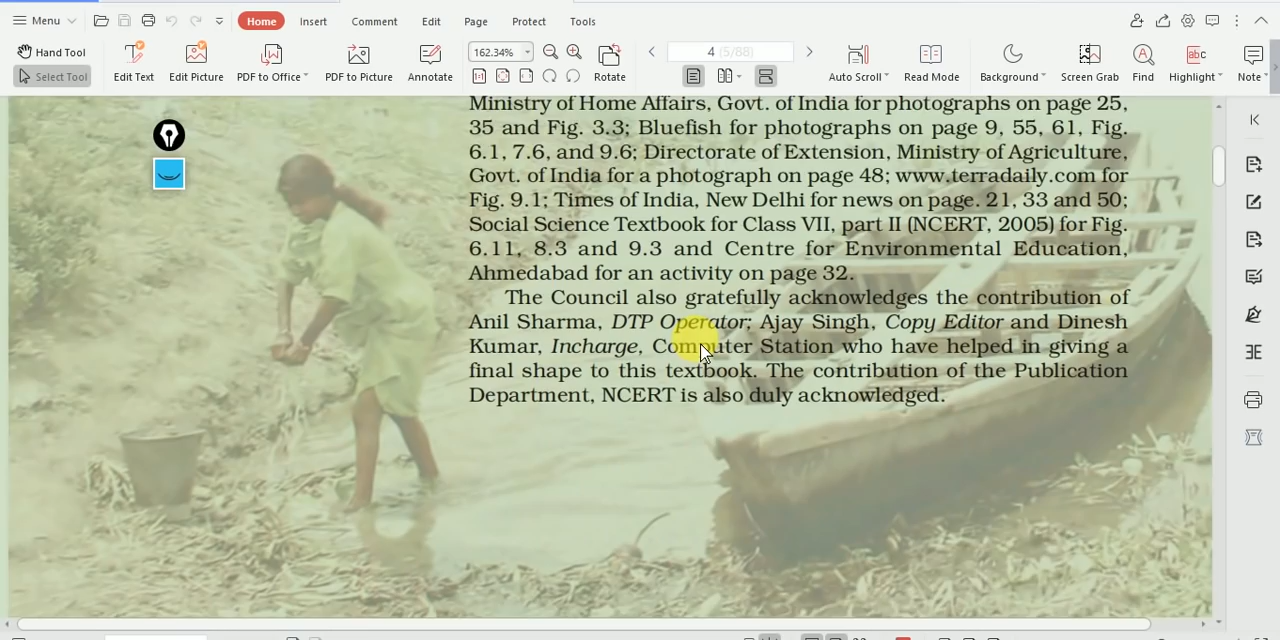 Menu
Home
Insert
Comment
Edit
Page
Protect
Tools
Hand Tool
Select Tool
Edit Text
Edit Picture
PDF to Office
PDF to Picture
Annotate
162.34%
Rotate
4 (5/88)
Auto Scroll
Read Mode
Background
Screen Grab
Find
abc
Highlight
Note
Ministry of Home Affairs, Govt. of India for photographs on page 25,
35 and Fig. 3.3; Bluefish for photographs on page 9, 55, 61, Fig.
6.1, 7.6, and 9.6; Directorate of Extension, Ministry of Agriculture,
Govt. of India for a photograph on page 48; www.terradaily.com for
Fig. 9.1; Times of India, New Delhi for news on page. 21, 33 and 50;
Social Science Textbook for Class VII, part II (NCERT, 2005) for Fig.
6.11, 8.3 and 9.3 and Centre for Environmental Education,
Ahmedabad for an activity on page 32.
The Council also gratefully acknowledges the contribution of
Anil Sharma, DTP Operator; Ajay Singh, Copy Editor and Dinesh
Kumar, Incharge, Computer Station who have helped in giving a
final shape to this textbook. The contribution of the Publication
Department, NCERT is also duly acknowledged.